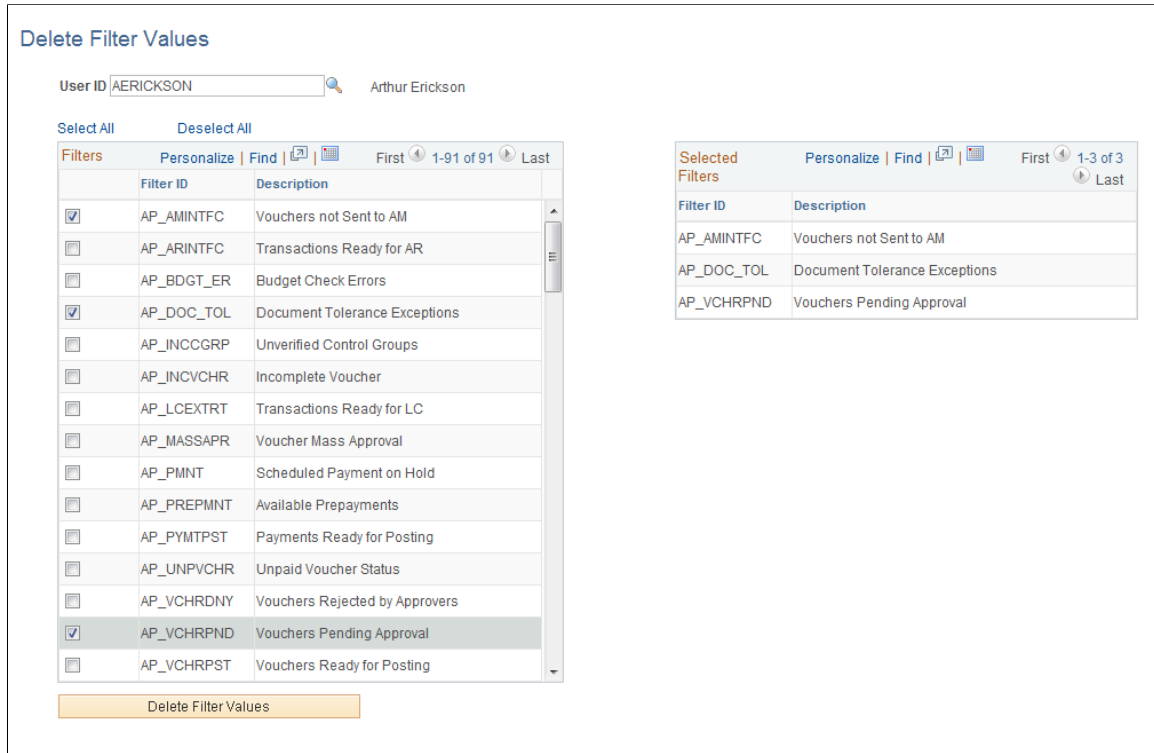 Delete Filter Values
User ID AERICKSON Arthur Erickson
Select All Deselect All
Filters Personalize | Find | | First 1-91 of 91 Last
Filter ID Description
AP_AMINTFC Vouchers not Sent to AM
AP_ARINTFC Transactions Ready for AR
AP_BDGT_ER Budget Check Errors
AP_DOC_TOL Document Tolerance Exceptions
AP_INCCGRP Unverified Control Groups
AP_INCVCHR Incomplete Voucher
AP_LCEXTRT Transactions Ready for LC
AP_MASSAPR Voucher Mass Approval
AP_PMNT Scheduled Payment on Hold
AP_PREPMNT Available Prepayments
AP_PYMTPST Payments Ready for Posting
AP_UNPVCHR Unpaid Voucher Status
AP_VCHRDNY Vouchers Rejected by Approvers
AP_VCHRPND Vouchers Pending Approval
AP_VCHRPST Vouchers Ready for Posting
Delete Filter Values
Selected Personalize | Find | | First 1-3 of 3
Filters Last
Filter ID Description
AP_AMINTFC Vouchers not Sent to AM
AP_DOC_TOL Document Tolerance Exceptions
AP_VCHRPND Vouchers Pending Approval